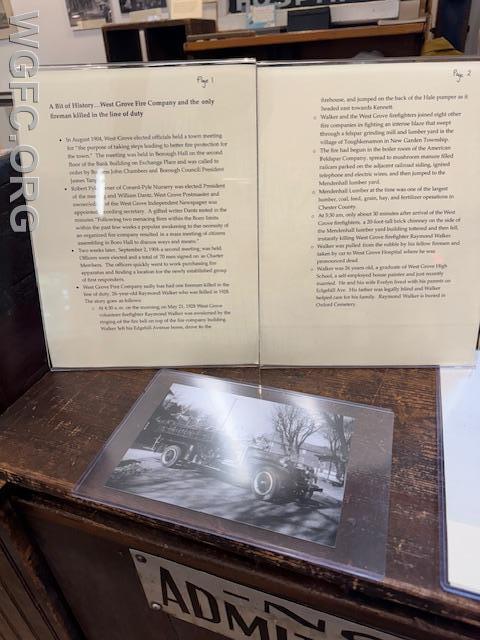 WGFC.ORG
HOSPIT
Page 1
A Bit of History…West Grove Fire Company and the only
fireman killed in the line of duty
In August 1904, West Grove elected officials held a town meeting
for "the purpose of taking steps leading to better fire protection for
the town." The meeting was held in Borough Hall on the second
floor of the Bank Building on Exchange Place and was called to
order by John Chambers and Borough Council President
James
Robert Pyle, owner of Conard-Pyle Nursery was elected President
of the meeting and William Dantz, West Grove Postmaster and
owner of the West Grove Independent Newspaper was
appointed recording secretary. A gifted writer Dantz noted in the
minutes "Following two menacing fires within the Boro limits
within the past few weeks a popular awakening to the necessity of
an organized fire company resulted in a mass meeting of citizens
assembling in Boro Hall to discuss ways and means."
Two weeks later, September 2, 1904 a second meeting was held.
Officers were elected and a total of 70 men signed on as Charter
Members. The officers quickly went to work purchasing fire
apparatus and finding a location for the newly established group
of first responders.
West Grove Fire Company sadly has had one fireman killed in the
line of duty. 26-year-old Raymond Walker who was killed in 1928.
The story goes as follows:
At 4:30 a.m. on the morning on May 21, 1928 West Grove
volunteer firefighter Raymond Walker was awakened by the
ringing of the fire bell on top of the fire company building.
Walker left his Edgehill Avenue home, drove to the
Page 2
firehouse, and jumped on the back of the Hale pumper as it
headed east towards Kennett.
Walker and the West Grove firefighters joined eight other
fire companies in fighting an intense blaze that swept
through a felspar grinding mill and lumber yard in the
village of Toughkenamon in New Garden Township.
The fire had begun in the boiler room of the American
Feldspar Company, spread to mushroom manure filled
railcars parked on the adjacent railroad siding, ignited
telephone and electric wires, and then jumped to the
Mendenhall lumber yard.
Mendenhall Lumber at the time was one of the largest
lumber, coal, feed, grain, hay, and fertilizer operations in
Chester County.
At 5:30 am, only about 30 minutes after arrival of the West
Grove firefighters, a 20-foot-tall brick chimney on the side of
the Mendenhall lumber yard building tottered and then fell,
instantly killing West Grove firefighter Raymond Walker.
Walker was pulled from the rubble by his fellow firemen and
taken by car to West Grove Hospital where he was
pronounced dead.
Walker was 26 years old, a graduate of West Grove High
School, a self-employed house painter and just recently
married. He and his wife Evelyn lived with his parents on
Edgehill Ave. His father was legally blind and Walker
helped care for his family. Raymond Walker is buried in
Oxford Cemetery.
ADMI